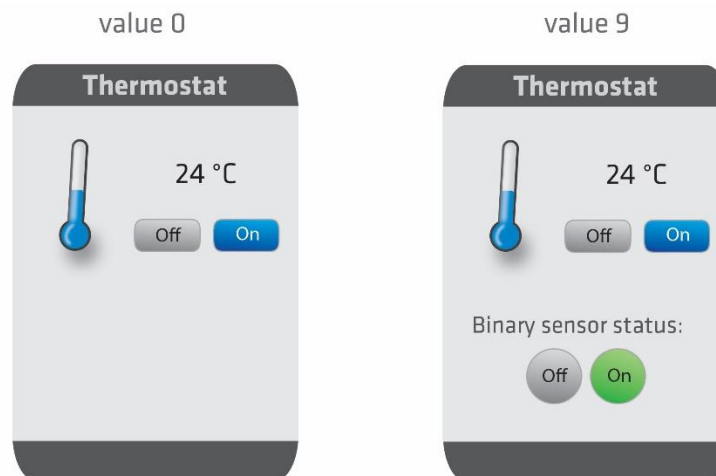 value 0
value 9
Thermostat
Thermostat
24 °C
24 °C
Off On
Off On
Binary sensor status:
Off On